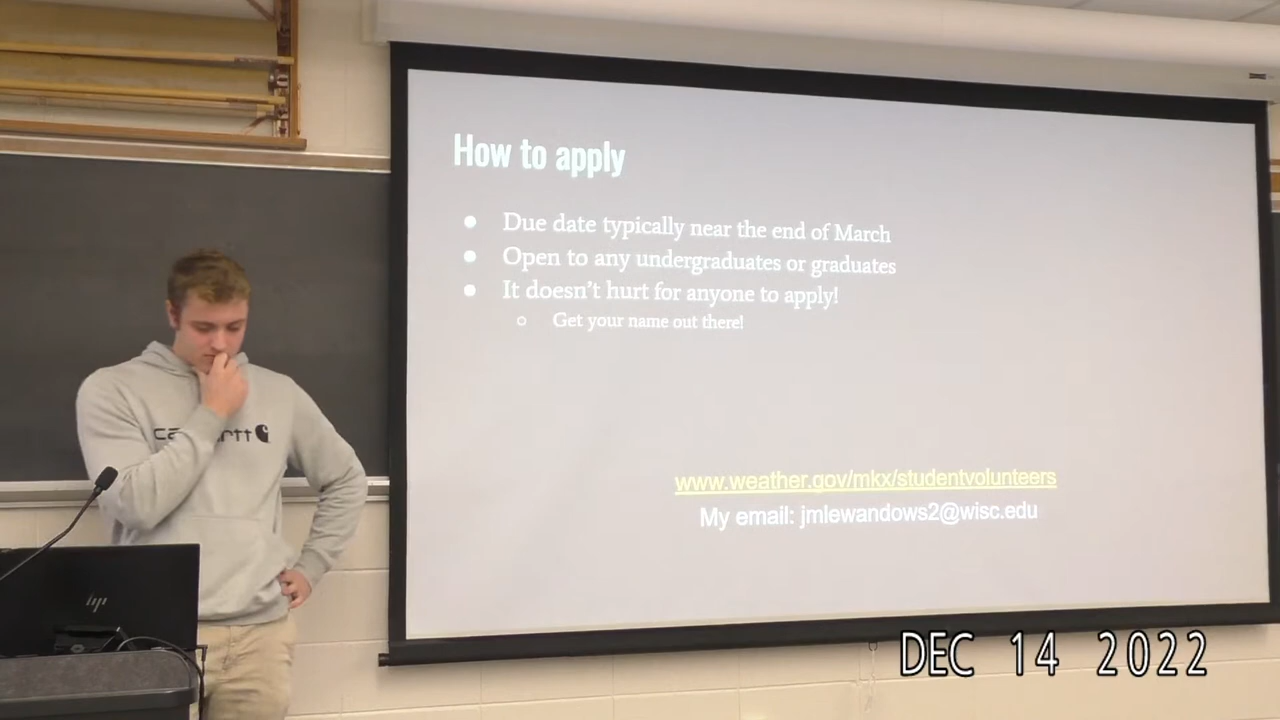 How to apply
Due date typically near the end of March
Open to any undergraduates or graduates
It doesn't hurt for anyone to apply!
Get your name out there!
www.weather.gov/mkx/studentvolunteers
My email: jmlewandows2@wisc.edu
hp
DEC 14 2022